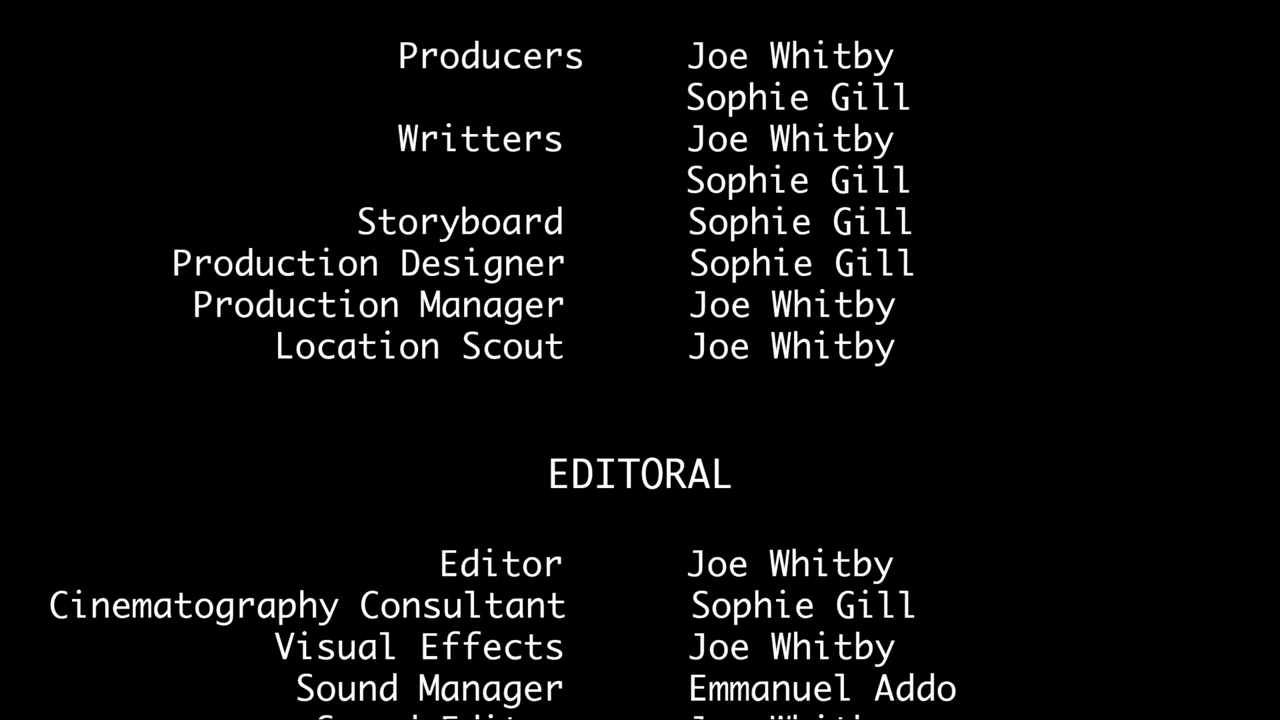 Producers Joe Whitby
Sophie Gill
Writters Joe Whitby
Sophie Gill
Storyboard Sophie Gill
Production Designer Sophie Gill
Production Manager Joe Whitby
Location Scout Joe Whitby
EDITORAL
Editor Joe Whitby
Cinematography Consultant Sophie Gill
Visual Effects Joe Whitby
Sound Manager Emmanuel Addo